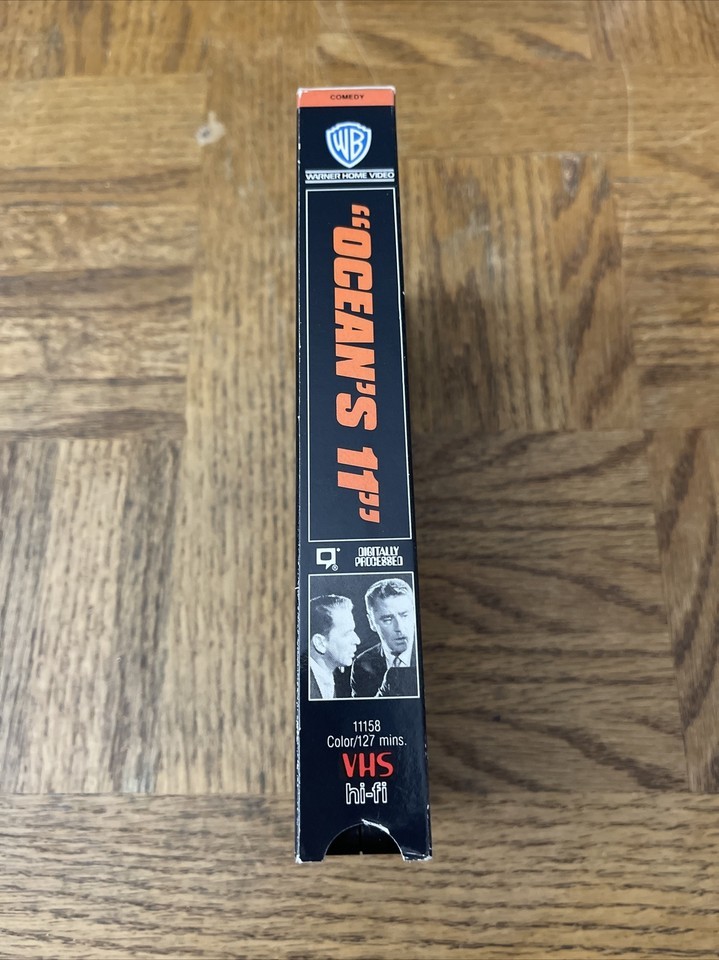 COMEDY
WB
WARNER HOME VIDEO
“OCEAN'S 11”
®
DIGITALLY
PROCESSED
11158
Color/127 mins.
VHS
hi-fi